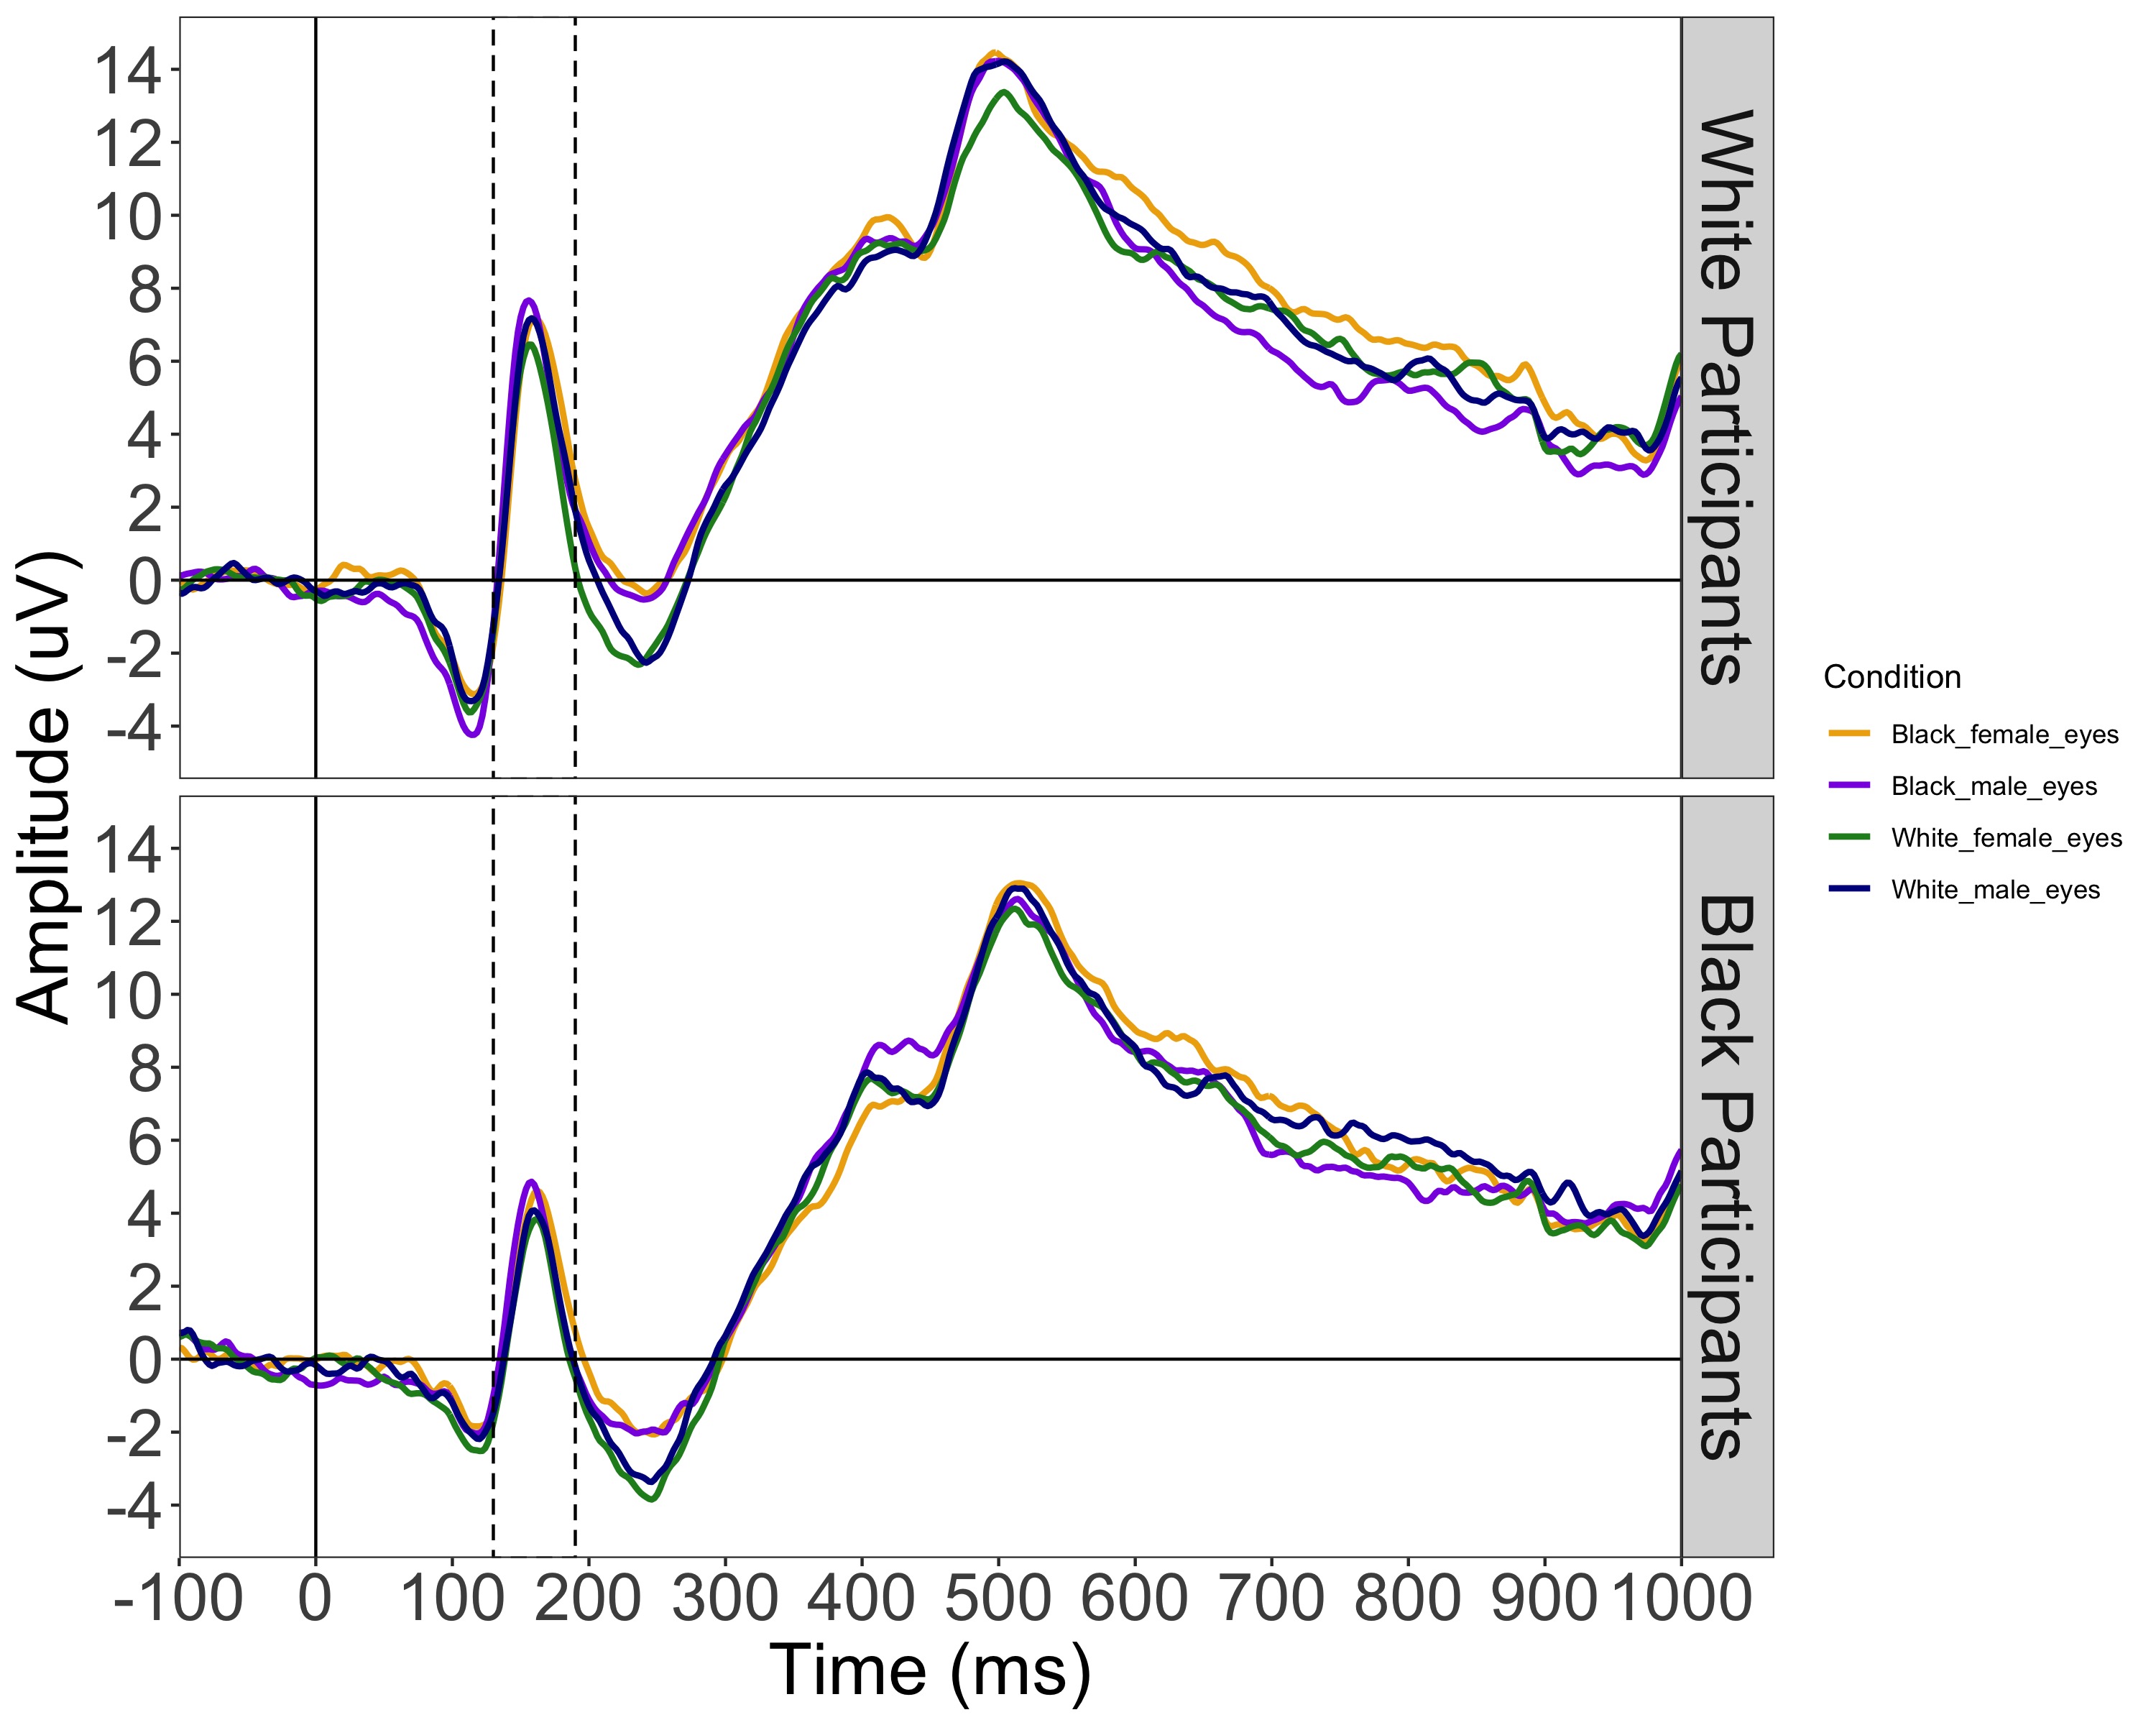 Amplitude (uV)
14
12
10
8
6
4
2
0
-2
-4
White Participants
14
12
10
8
6
4
2
0
-2
-4
Black Participants
-100 0 100 200 300 400 500 600 700 800 900 1000
Time (ms)
Condition
Black_female_eyes
Black_male_eyes
White_female_eyes
White_male_eyes